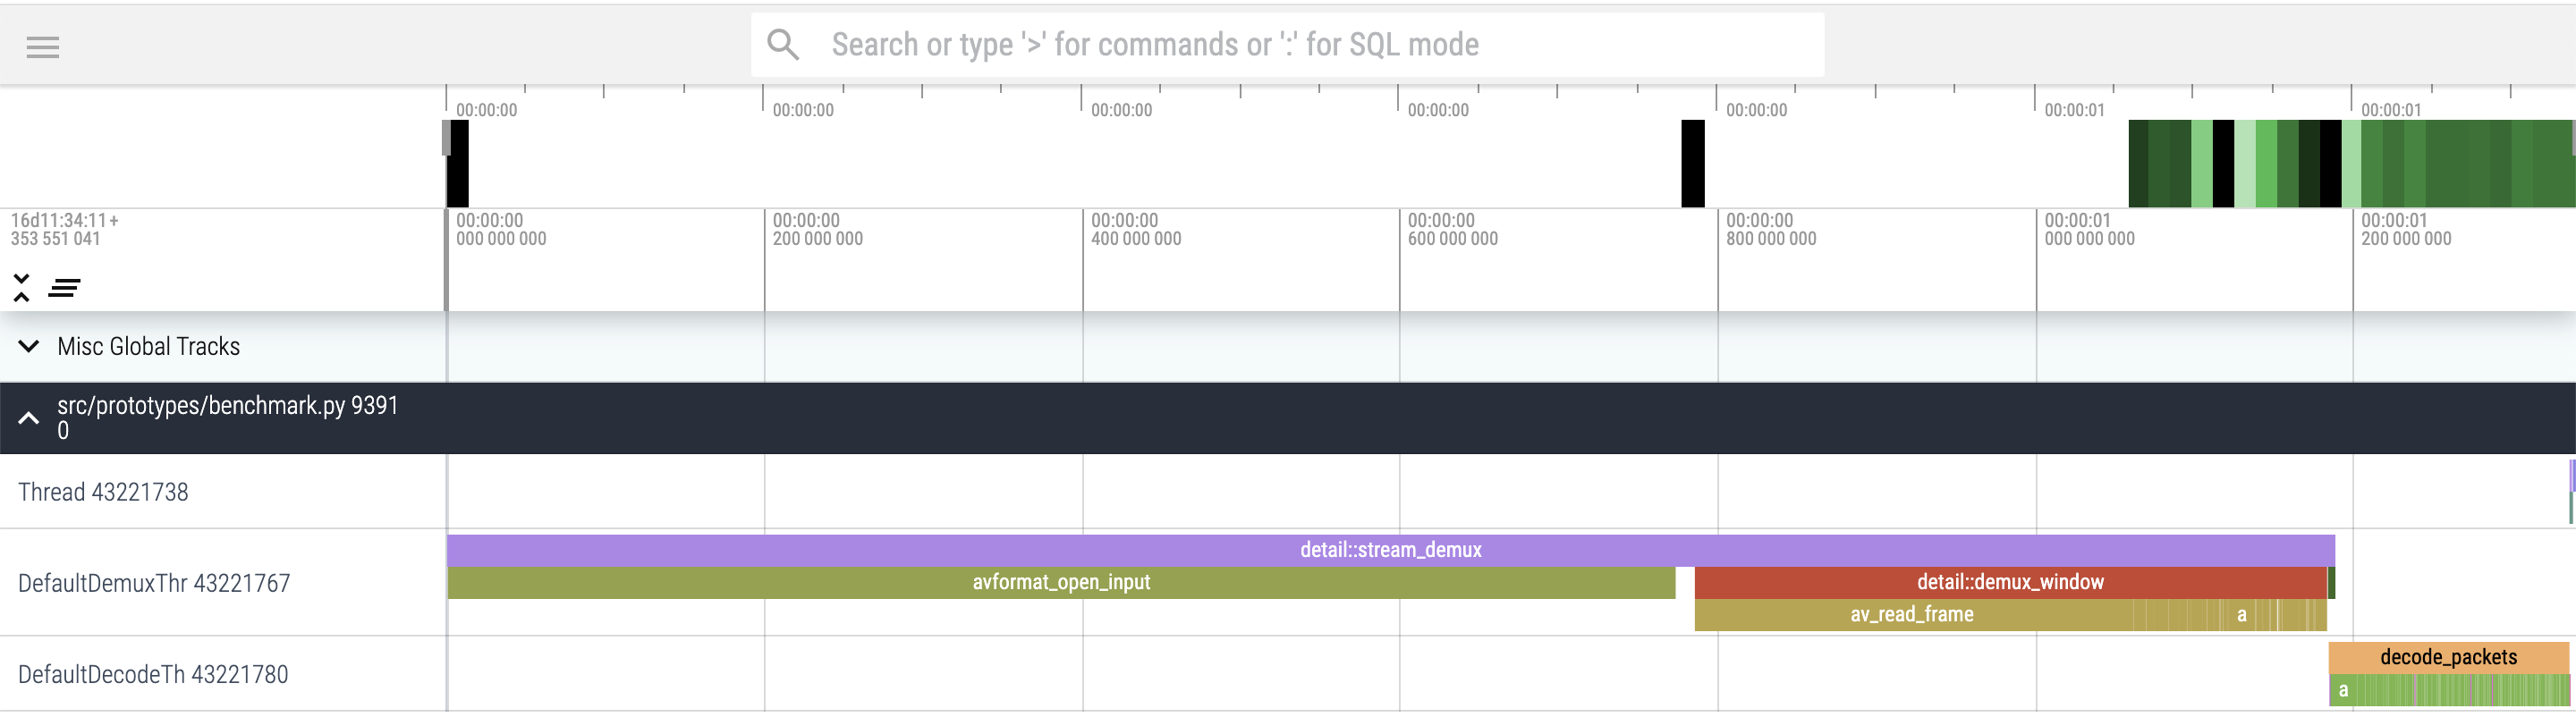 Search or type '>' for commands or ':' for SQL mode
00:00:00 00:00:00 00:00:00 00:00:00 00:00:00 00:00:01 00:00:01
16d11:34:11 + 00:00:00 00:00:00 00:00:00 00:00:00 00:00:00 00:00:01 00:00:01
353 551 041 000 000 000 200 000 000 400 000 000 600 000 000 800 000 000 000 000 000 200 000 000
Misc Global Tracks
src/prototypes/benchmark.py 9391
0
Thread 43221738
detail::stream_demux
DefaultDemuxThr 43221767 avformat_open_input detail::demux_window
av_read_frame a
decode_packets
DefaultDecodeTh 43221780
a